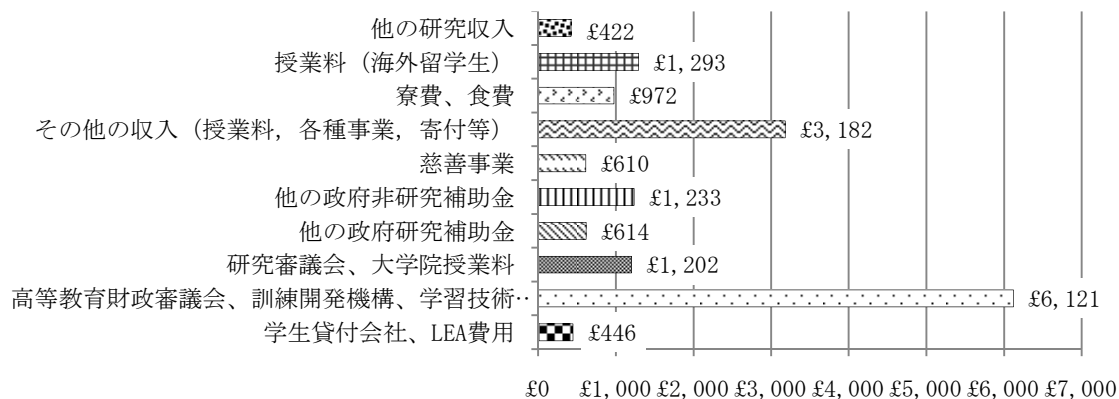 他の研究収入 £422
授業料（海外留学生） £1,293
寮費、食費 £972
その他の収入（授業料，各種事業，寄付等） £3,182
慈善事業 £610
他の政府非研究補助金 £1,233
他の政府研究補助金 £614
研究審議会、大学院授業料 £1,202
高等教育財政審議会、訓練開発機構、学習技術‥ £6,121
学生貸付会社、LEA費用 £446
£0 £1,000 £2,000 £3,000 £4,000 £5,000 £6,000 £7,000